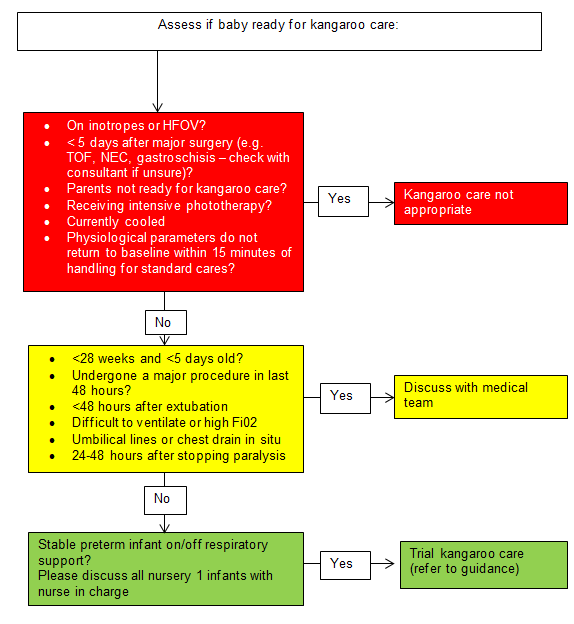 Assess if baby ready for kangaroo care:
• On inotropes or HFOV?
• < 5 days after major surgery (e.g.
TOF, NEC, gastroschisis – check with
consultant if unsure)?
• Parents not ready for kangaroo care?
• Receiving intensive phototherapy?
• Currently cooled
• Physiological parameters do not
return to baseline within 15 minutes of
handling for standard cares?
Yes
Kangaroo care not
appropriate
No
• <28 weeks and <5 days old?
• Undergone a major procedure in last
48 hours?
• <48 hours after extubation
• Difficult to ventilate or high Fi02
• Umbilical lines or chest drain in situ
• 24-48 hours after stopping paralysis
Yes
Discuss with medical
team
No
Stable preterm infant on/off respiratory
support?
Please discuss all nursery 1 infants with
nurse in charge
Yes
Trial kangaroo care
(refer to guidance)